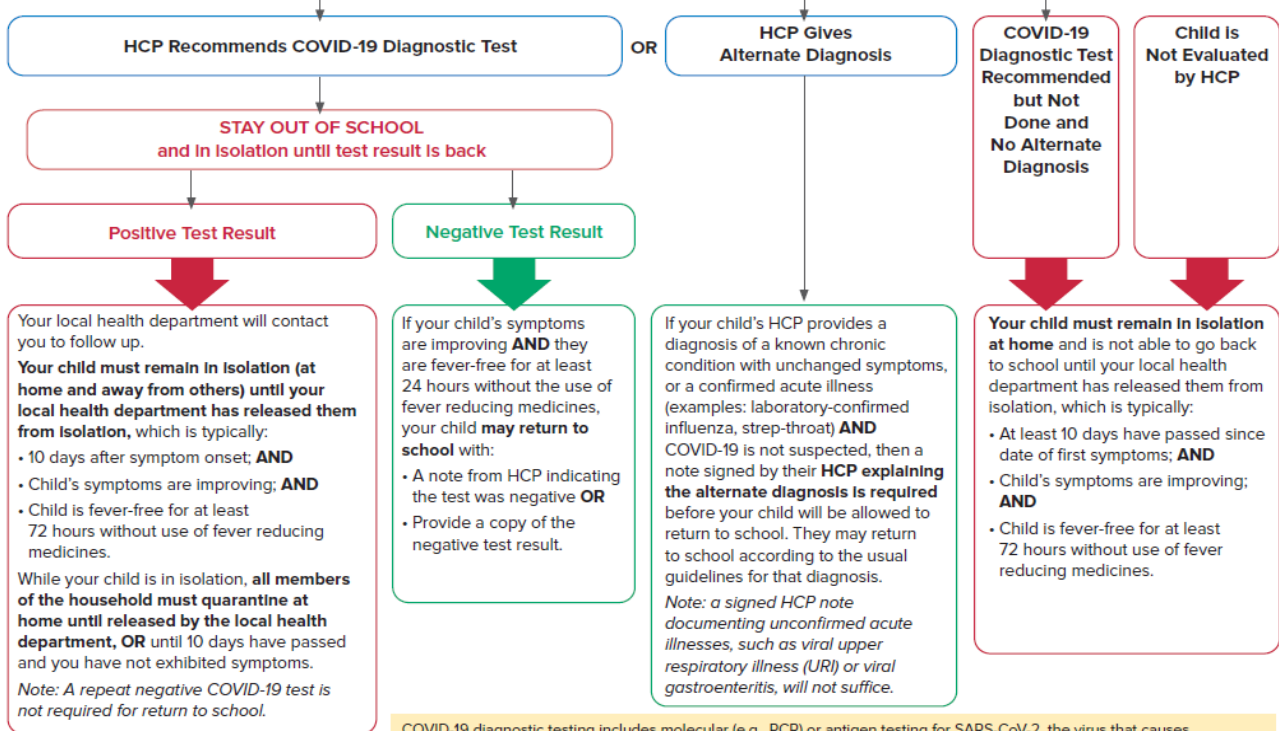 HCP Recommends COVID-19 Diagnostic Test
OR
HCP Gives
Alternate Diagnosis
COVID-19
Diagnostic Test
Recommended
but Not
Done and
No Alternate
Diagnosis
Child is
Not Evaluated
by HCP
STAY OUT OF SCHOOL
and in isolation until test result is back
Positive Test Result
Negative Test Result
Your local health department will contact
you to follow up.
Your child must remain in isolation (at
home and away from others) until your
local health department has released them
from isolation, which is typically:
• 10 days after symptom onset; AND
• Child's symptoms are improving; AND
• Child is fever-free for at least
72 hours without use of fever reducing
medicines.
While your child is in isolation, all members
of the household must quarantine at
home until released by the local health
department, OR until 10 days have passed
and you have not exhibited symptoms.
Note: A repeat negative COVID-19 test is
not required for return to school.
If your child's symptoms
are improving AND they
are fever-free for at least
24 hours without the use of
fever reducing medicines,
your child may return to
school with:
• A note from HCP indicating
the test was negative OR
• Provide a copy of the
negative test result.
If your child's HCP provides a
diagnosis of a known chronic
condition with unchanged symptoms,
or a confirmed acute illness
(examples: laboratory-confirmed
influenza, strep-throat) AND
COVID-19 is not suspected, then a
note signed by their HCP explaining
the alternate diagnosis is required
before your child will be allowed to
return to school. They may return
to school according to the usual
guidelines for that diagnosis.
Note: a signed HCP note
documenting unconfirmed acute
illnesses, such as viral upper
respiratory illness (URI) or viral
gastroenteritis, will not suffice.
Your child must remain in isolation
at home and is not able to go back
to school until your local health
department has released them from
isolation, which is typically:
• At least 10 days have passed since
date of first symptoms; AND
• Child's symptoms are improving;
AND
• Child is fever-free for at least
72 hours without use of fever
reducing medicines.
COVID-19 diagnostic testing includes molecular (e.g., PCR) or antigen testing for SARS-CoV-2, the virus that causes